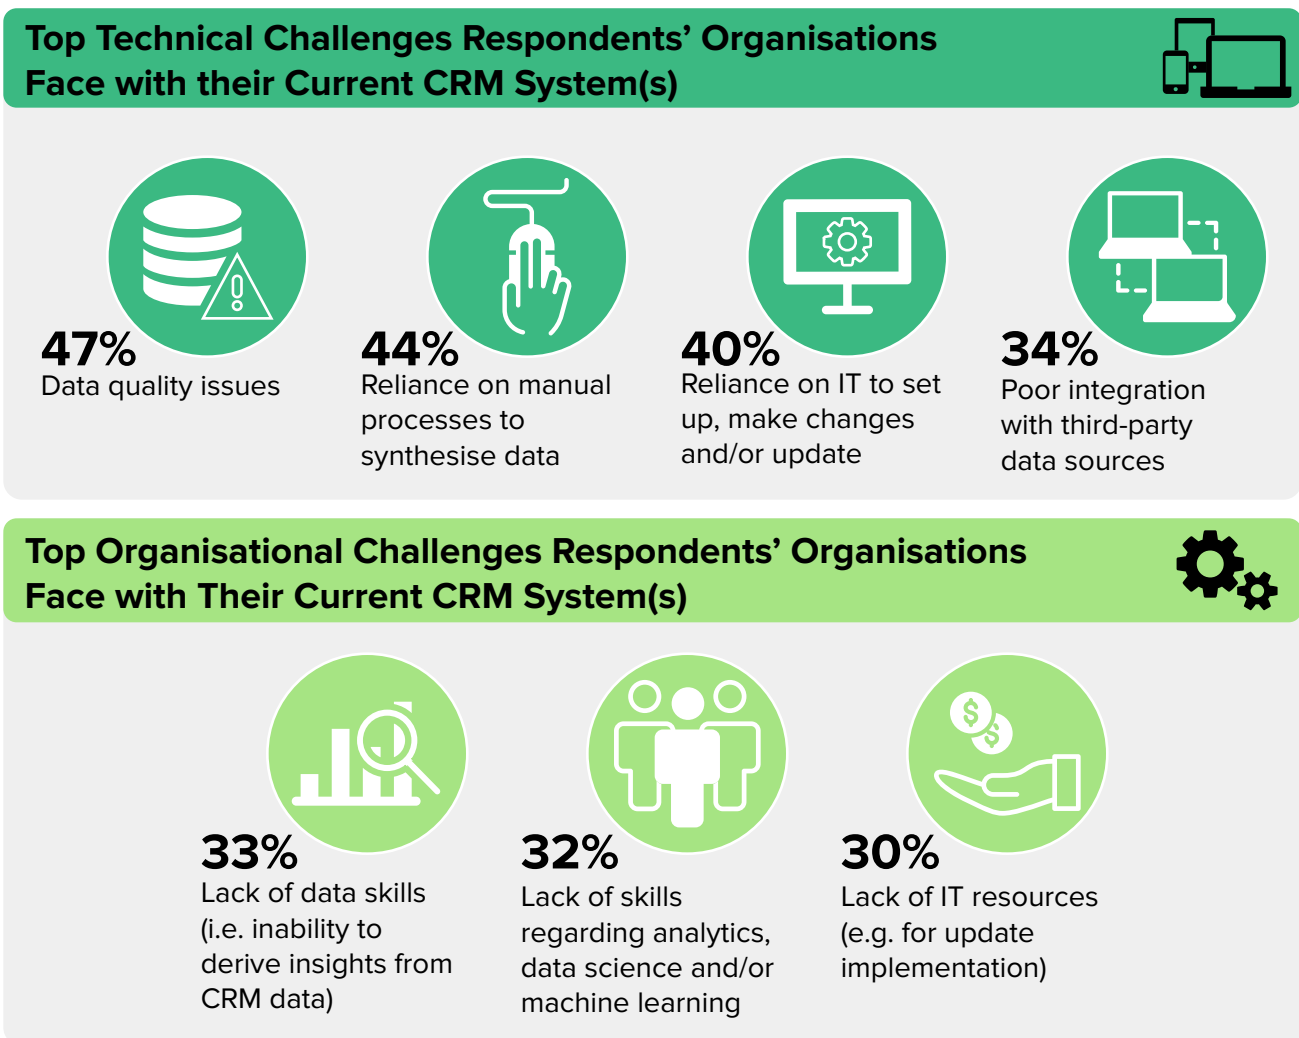 Top Technical Challenges Respondents’ Organisations
Face with their Current CRM System(s)
47%
Data quality issues
44%
Reliance on manual
processes to
synthesise data
40%
Reliance on IT to set
up, make changes
and/or update
34%
Poor integration
with third-party
data sources
Top Organisational Challenges Respondents’ Organisations
Face with Their Current CRM System(s)
33%
Lack of data skills
(i.e. inability to
derive insights from
CRM data)
32%
Lack of skills
regarding analytics,
data science and/or
machine learning
30%
Lack of IT resources
(e.g. for update
implementation)